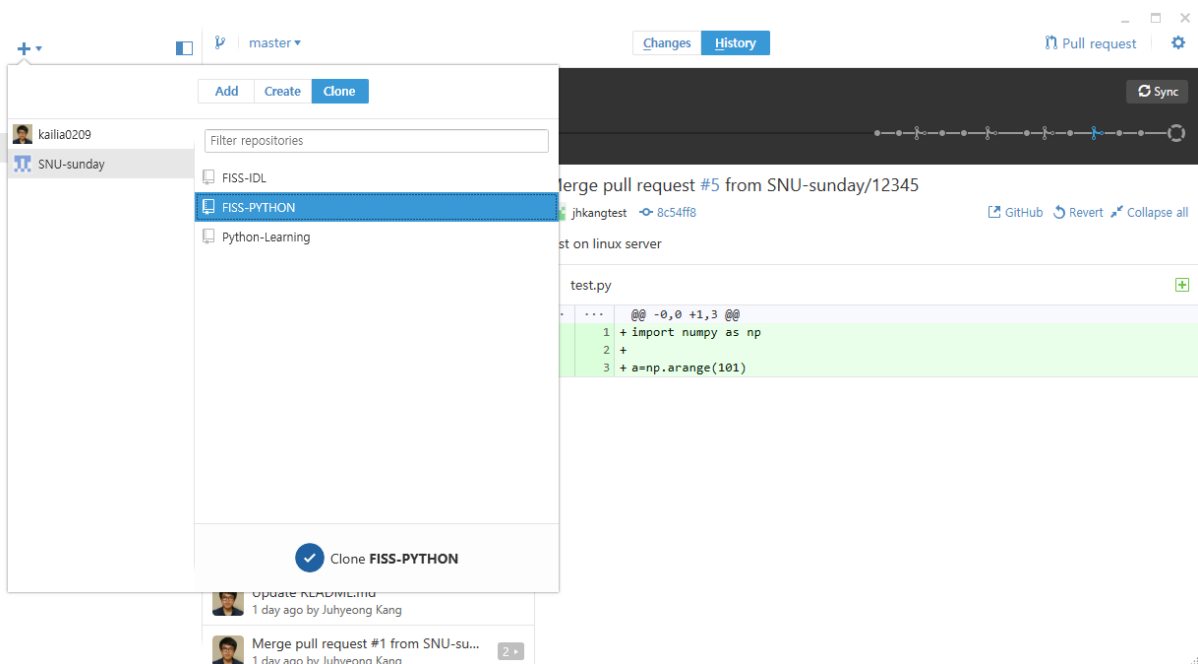 master
Changes
History
Pull request
Add
Create
Clone
Sync
kailia0209
SNU-sunday
Filter repositories
FISS-IDL
FISS-PYTHON
Python-Learning
Clone FISS-PYTHON
Merge pull request #5 from SNU-sunday/12345
jhkangtest
8c54ff8
GitHub
Revert
Collapse all
on linux server
test.py
··· @@ -0,0 +1,3 @@
1 + import numpy as np
2 +
3 + a=np.arange(101)
Update README.md
1 day ago by Juhyeong Kang
Merge pull request #1 from SNU-su...
2
1 day ago by Juhyeong Kang